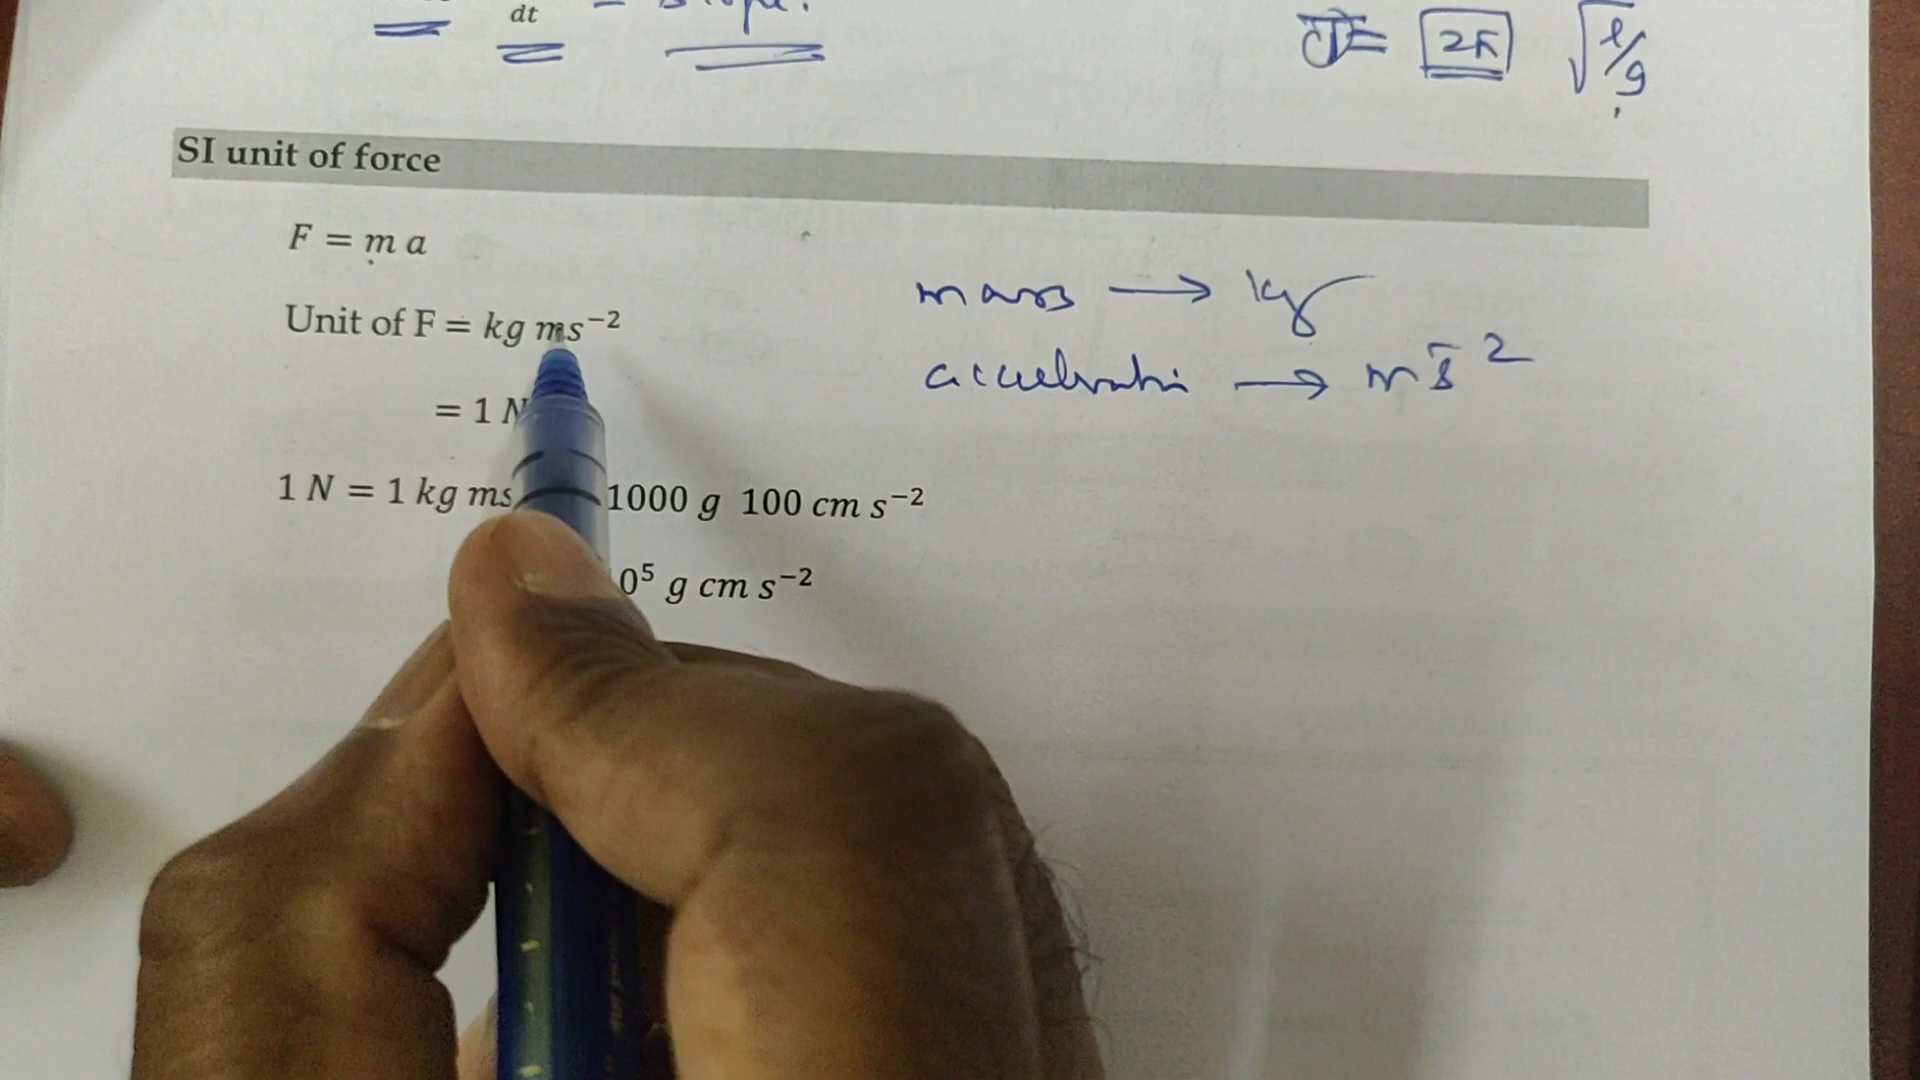 dt =
T = 2π √l/g
SI unit of force
F = m a
mass → kg
Unit of F = kg ms⁻²
acceleration → m s⁻²
= 1 N
1 N = 1 kg ms 1000 g 100 cm s⁻²
0⁵ g cm s⁻²